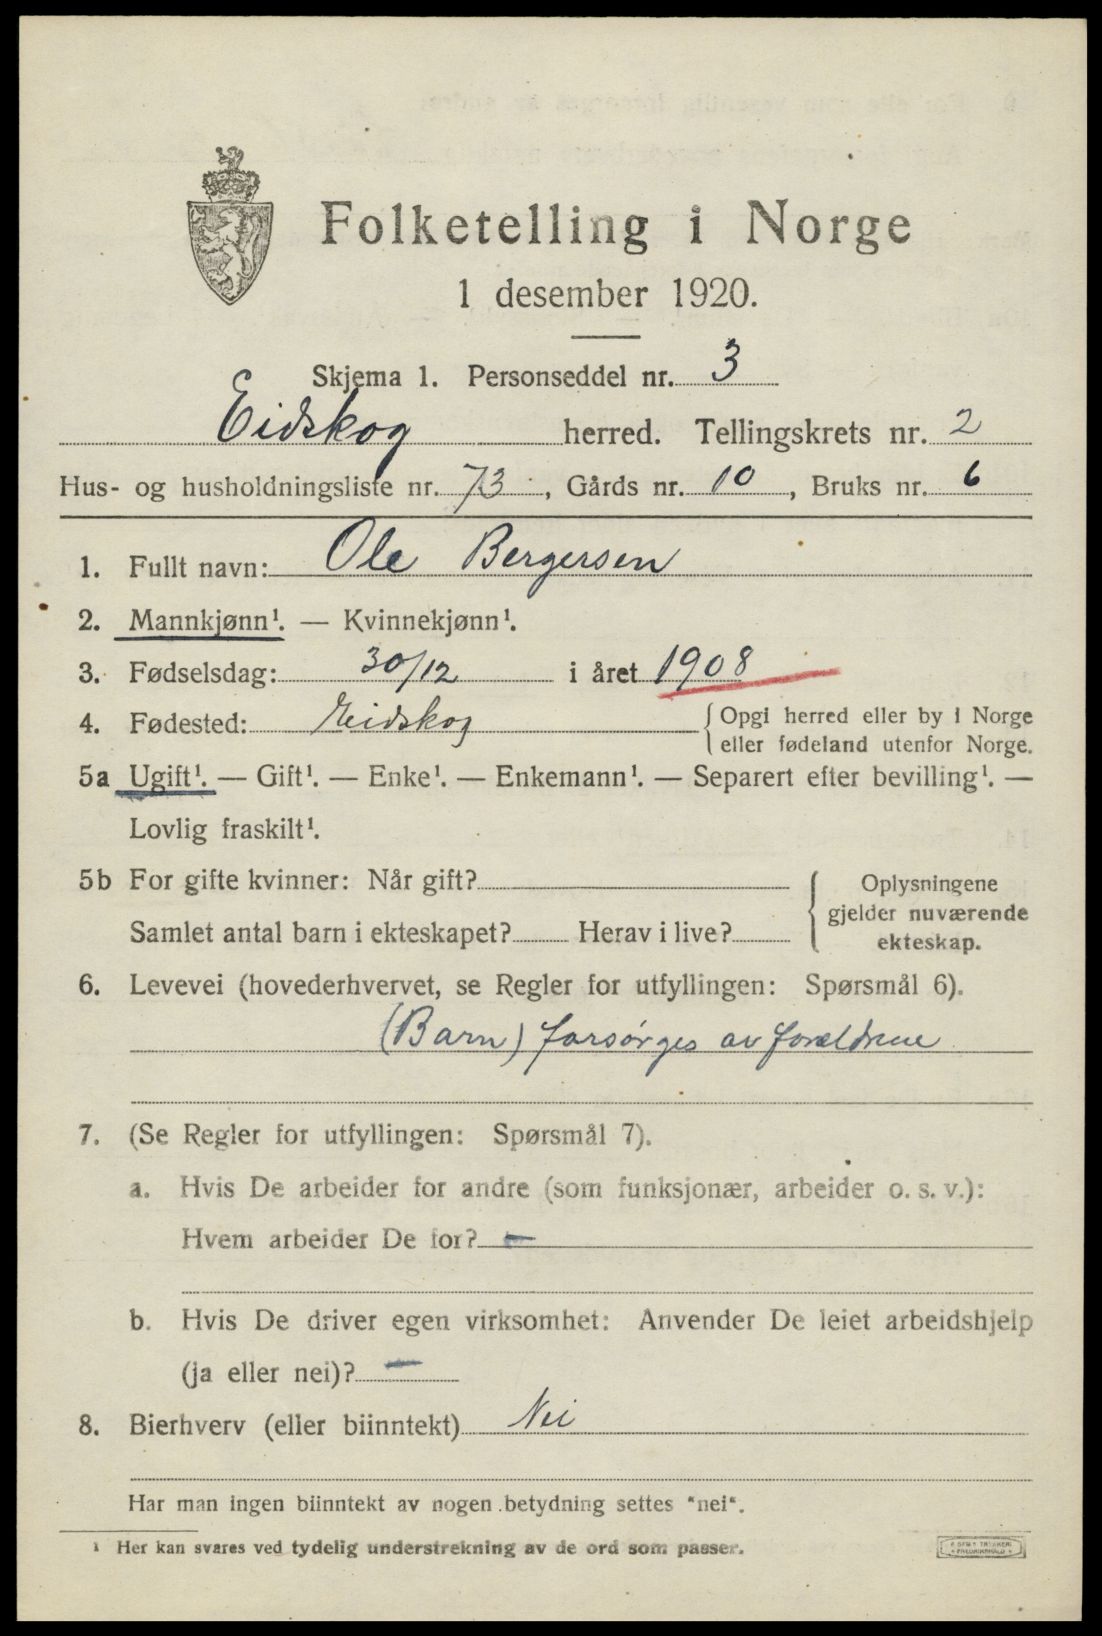 Folketelling i Norge
1 desember 1920.
Skjema 1. Personseddel nr. 3
Eidskog herred. Tellingskrets nr. 2
Hus- og husholdningsliste nr. 73, Gårds nr. 10, Bruks nr. 6
1. Fullt navn: Ole Bergersen
2. Mannkjønn¹. — Kvinnekjønn¹.
3. Fødselsdag: 30/12 i året 1908
4. Fødested: Eidskog {Opgi herred eller by i Norge
eller fødeland utenfor Norge.
5a Ugift¹. — Gift¹. — Enke¹. — Enkemann¹. — Separert efter bevilling¹. —
Lovlig fraskilt¹.
5b For gifte kvinner: Når gift? { Oplysningene
gjelder nuværende
Samlet antal barn i ekteskapet? Herav i live? ekteskap.
6. Levevei (hovederhvervet, se Regler for utfyllingen: Spørsmål 6).
(Barn) forsørges av foreldrene
7. (Se Regler for utfyllingen: Spørsmål 7).
a. Hvis De arbeider for andre (som funksjonær, arbeider o. s. v.):
Hvem arbeider De for? —
b. Hvis De driver egen virksomhet: Anvender De leiet arbeidshjelp
(ja eller nei)? —
8. Bierhverv (eller biinntekt) Nei
Har man ingen biinntekt av nogen betydning settes "nei".
¹ Her kan svares ved tydelig understrekning av de ord som passer.